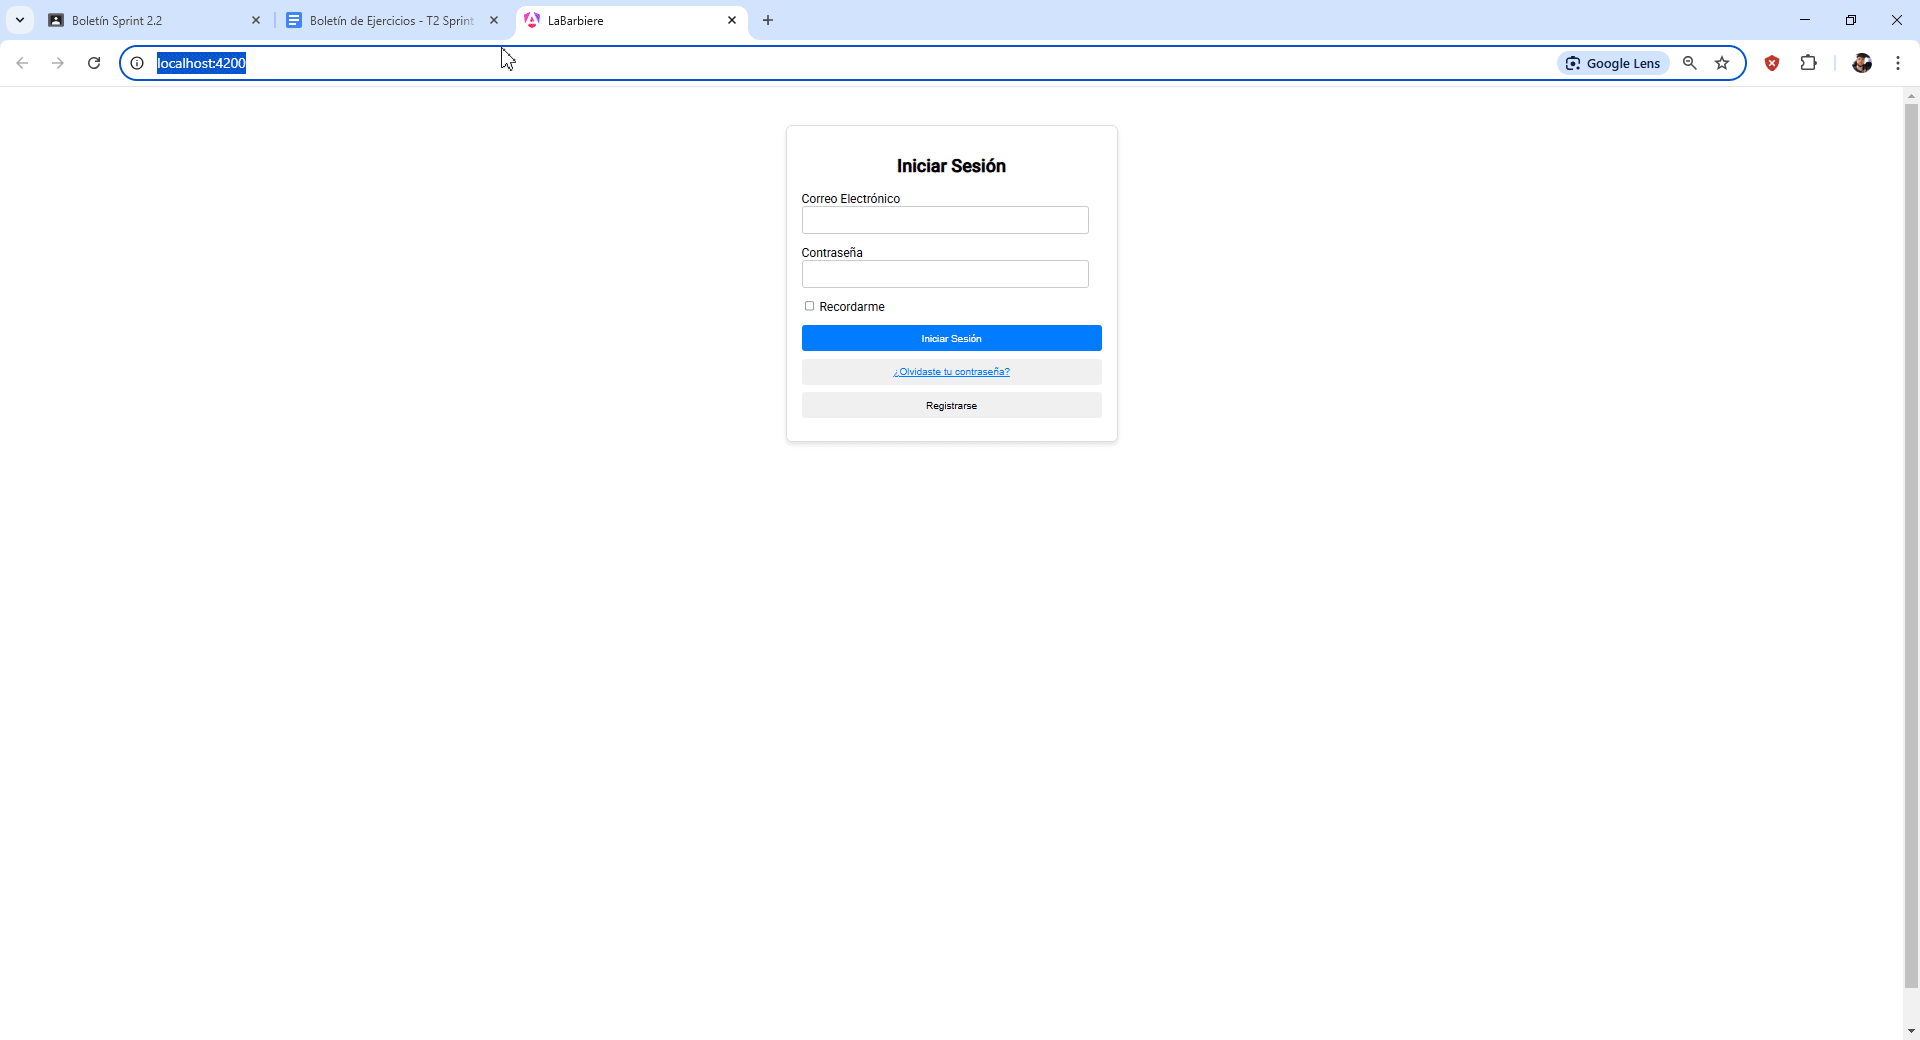 Boletín Sprint 2.2
Boletín de Ejercicios - T2 Sprint
LaBarbiere
localhost:4200
Google Lens
Iniciar Sesión
Correo Electrónico
Contraseña
Recordarme
Iniciar Sesión
¿Olvidaste tu contraseña?
Registrarse